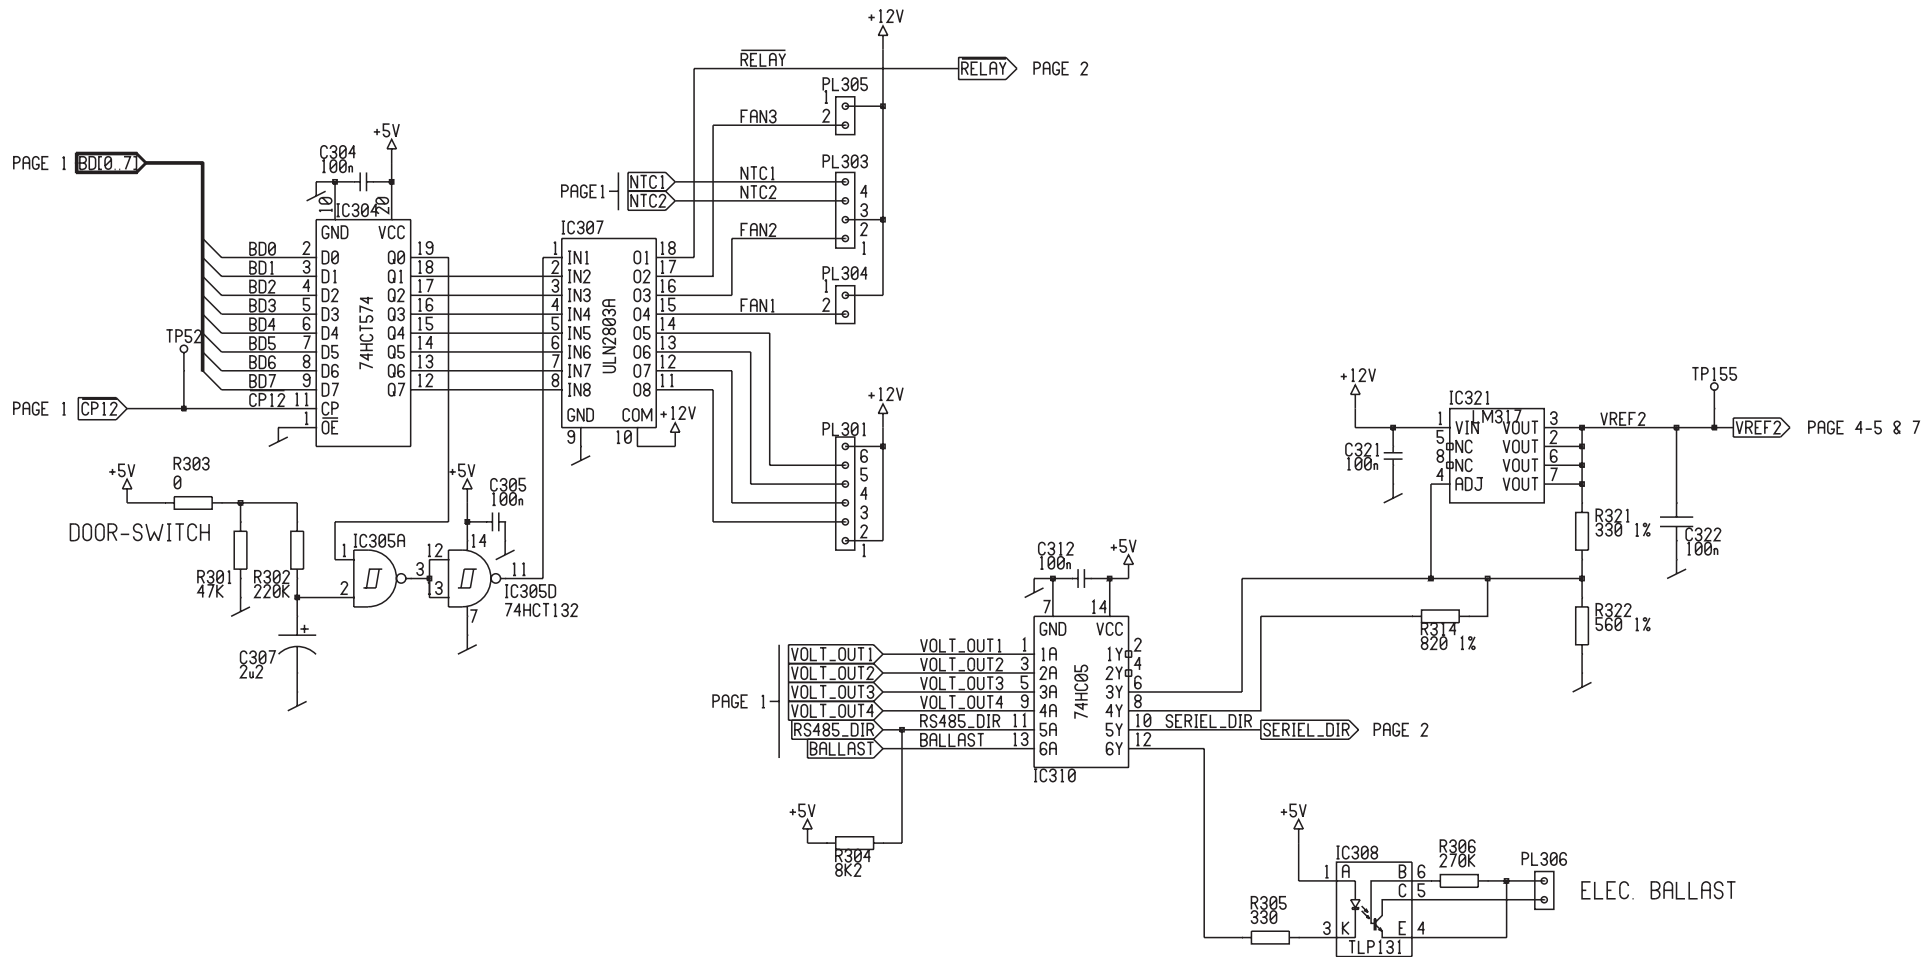 +12V
RELAY
RELAY PAGE 2
PL305
1
2
FAN3
+5V
C304
100n
PAGE 1 BD[0..7]
PL303
PAGE1
NTC1 NTC1
NTC2 NTC2
4
3
2
1
FAN2
10 IC304 20
GND VCC
BD0 2 D0 Q0 19
BD1 3 D1 Q1 18
BD2 4 D2 Q2 17
BD3 5 D3 Q3 16
BD4 6 D4 Q4 15
BD5 7 D5 Q5 14
BD6 8 D6 Q6 13
BD7 9 D7 Q7 12
CP12 11 CP
1 OE
74HCT574
TP52
PAGE 1 CP12
IC307
1 IN1 O1 18
2 IN2 O2 17
3 IN3 O3 16
4 IN4 O4 15
5 IN5 O5 14
6 IN6 O6 13
7 IN7 O7 12
8 IN8 O8 11
ULN2803A
GND COM
9 10
+12V
PL304
1
2
FAN1
+12V
PL301
6
5
4
3
2
1
+5V
R303
0
DOOR-SWITCH
R301
47K
R302
220K
C307
2u2
+
IC305A
1
2
3
+5V
C305
100n
14
12
13
11
7
IC305D
74HCT132
+12V
C321
100n
IC321
LM317
1 VIN VOUT 3
5 NC VOUT 2
8 NC VOUT 6
4 ADJ VOUT 7
VREF2
TP155
VREF2 PAGE 4-5 & 7
R321
330 1%
C322
100n
R322
560 1%
R314
820 1%
C312
100n
+5V
7 14
GND VCC
PAGE 1
VOLT_OUT1 VOLT_OUT1 1 1A 1Y 2
VOLT_OUT2 VOLT_OUT2 3 2A 2Y 4
VOLT_OUT3 VOLT_OUT3 5 3A 3Y 6
VOLT_OUT4 VOLT_OUT4 9 4A 4Y 8
RS485_DIR RS485_DIR 11 5A 5Y 10 SERIEL_DIR SERIEL_DIR PAGE 2
BALLAST BALLAST 13 6A 6Y 12
74HC05
IC310
+5V
R304
8K2
+5V
IC308
1 A B 6
C 5
3 K E 4
TLP131
R305
330
R306
270K
PL306
ELEC. BALLAST